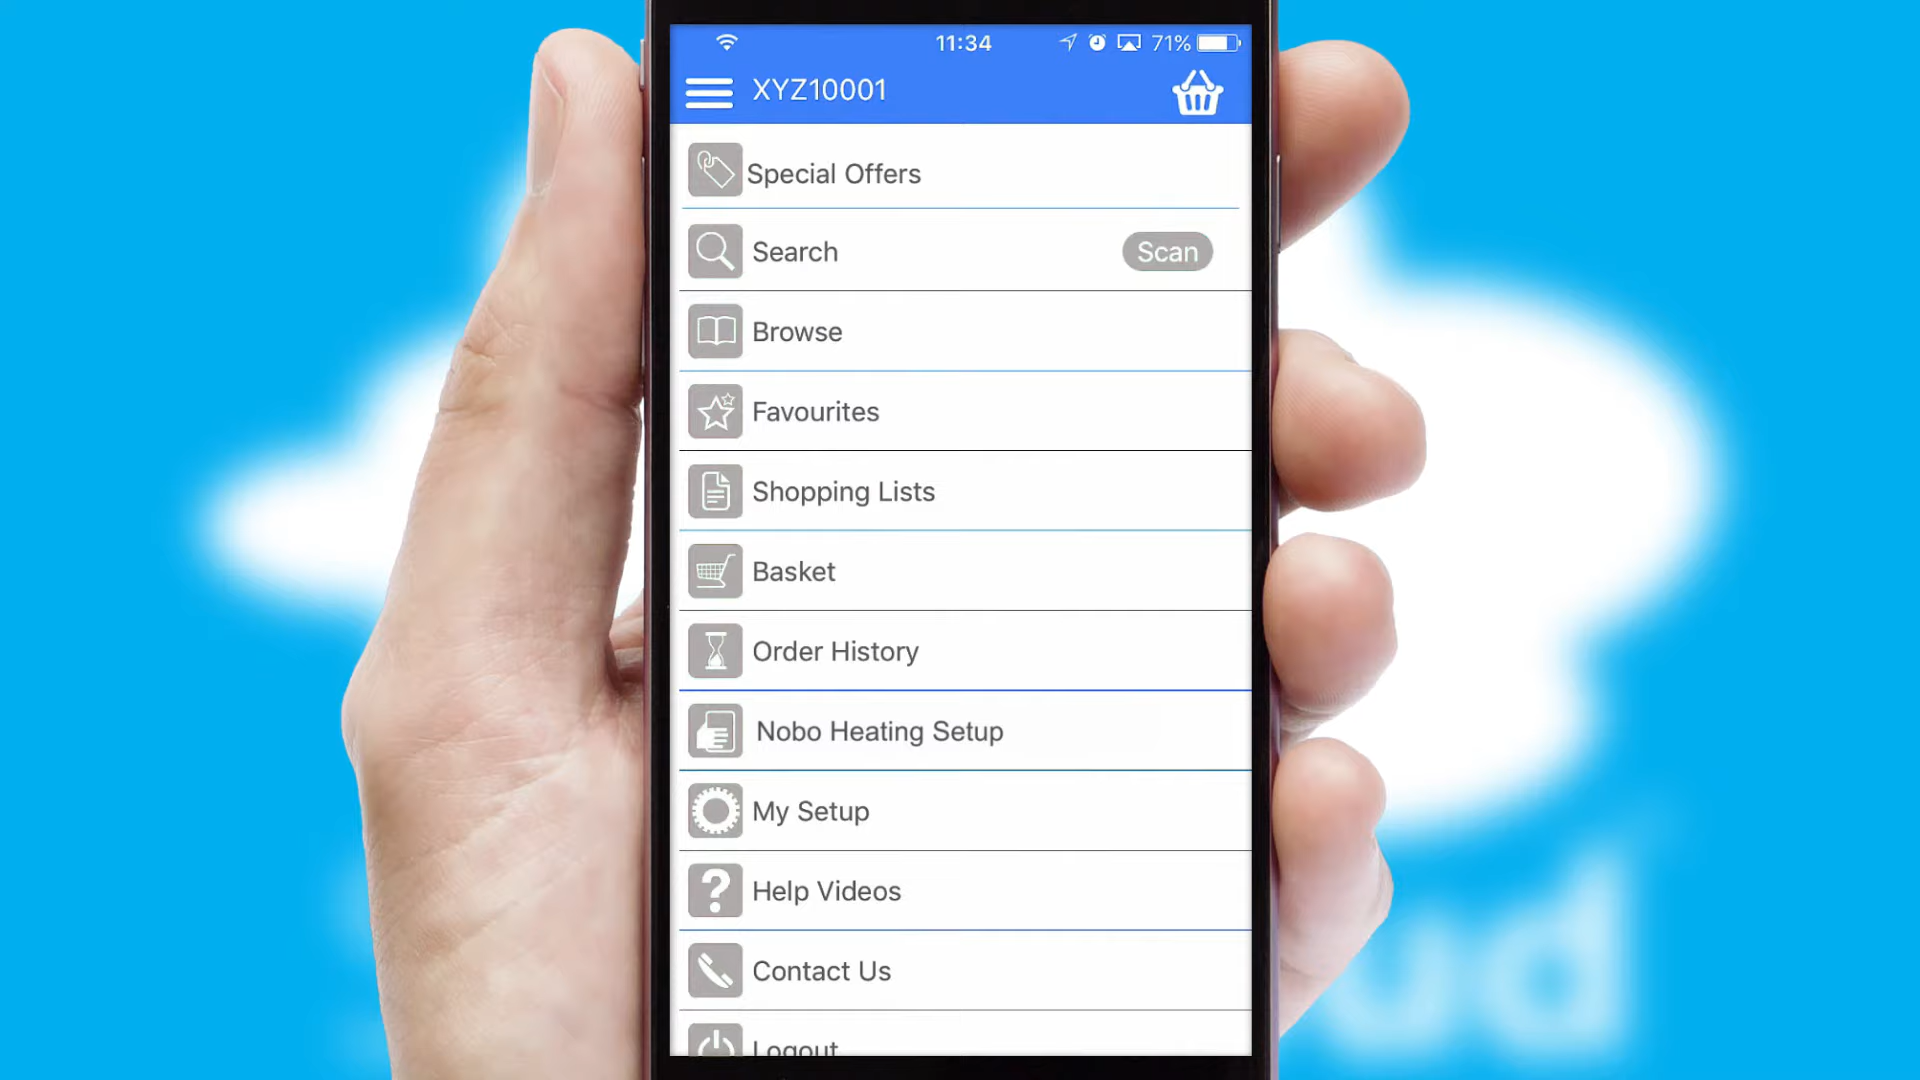 11:34 71%
XYZ10001
Special Offers
Search Scan
Browse
Favourites
Shopping Lists
Basket
Order History
Nobo Heating Setup
My Setup
Help Videos
Contact Us
Logout
ud